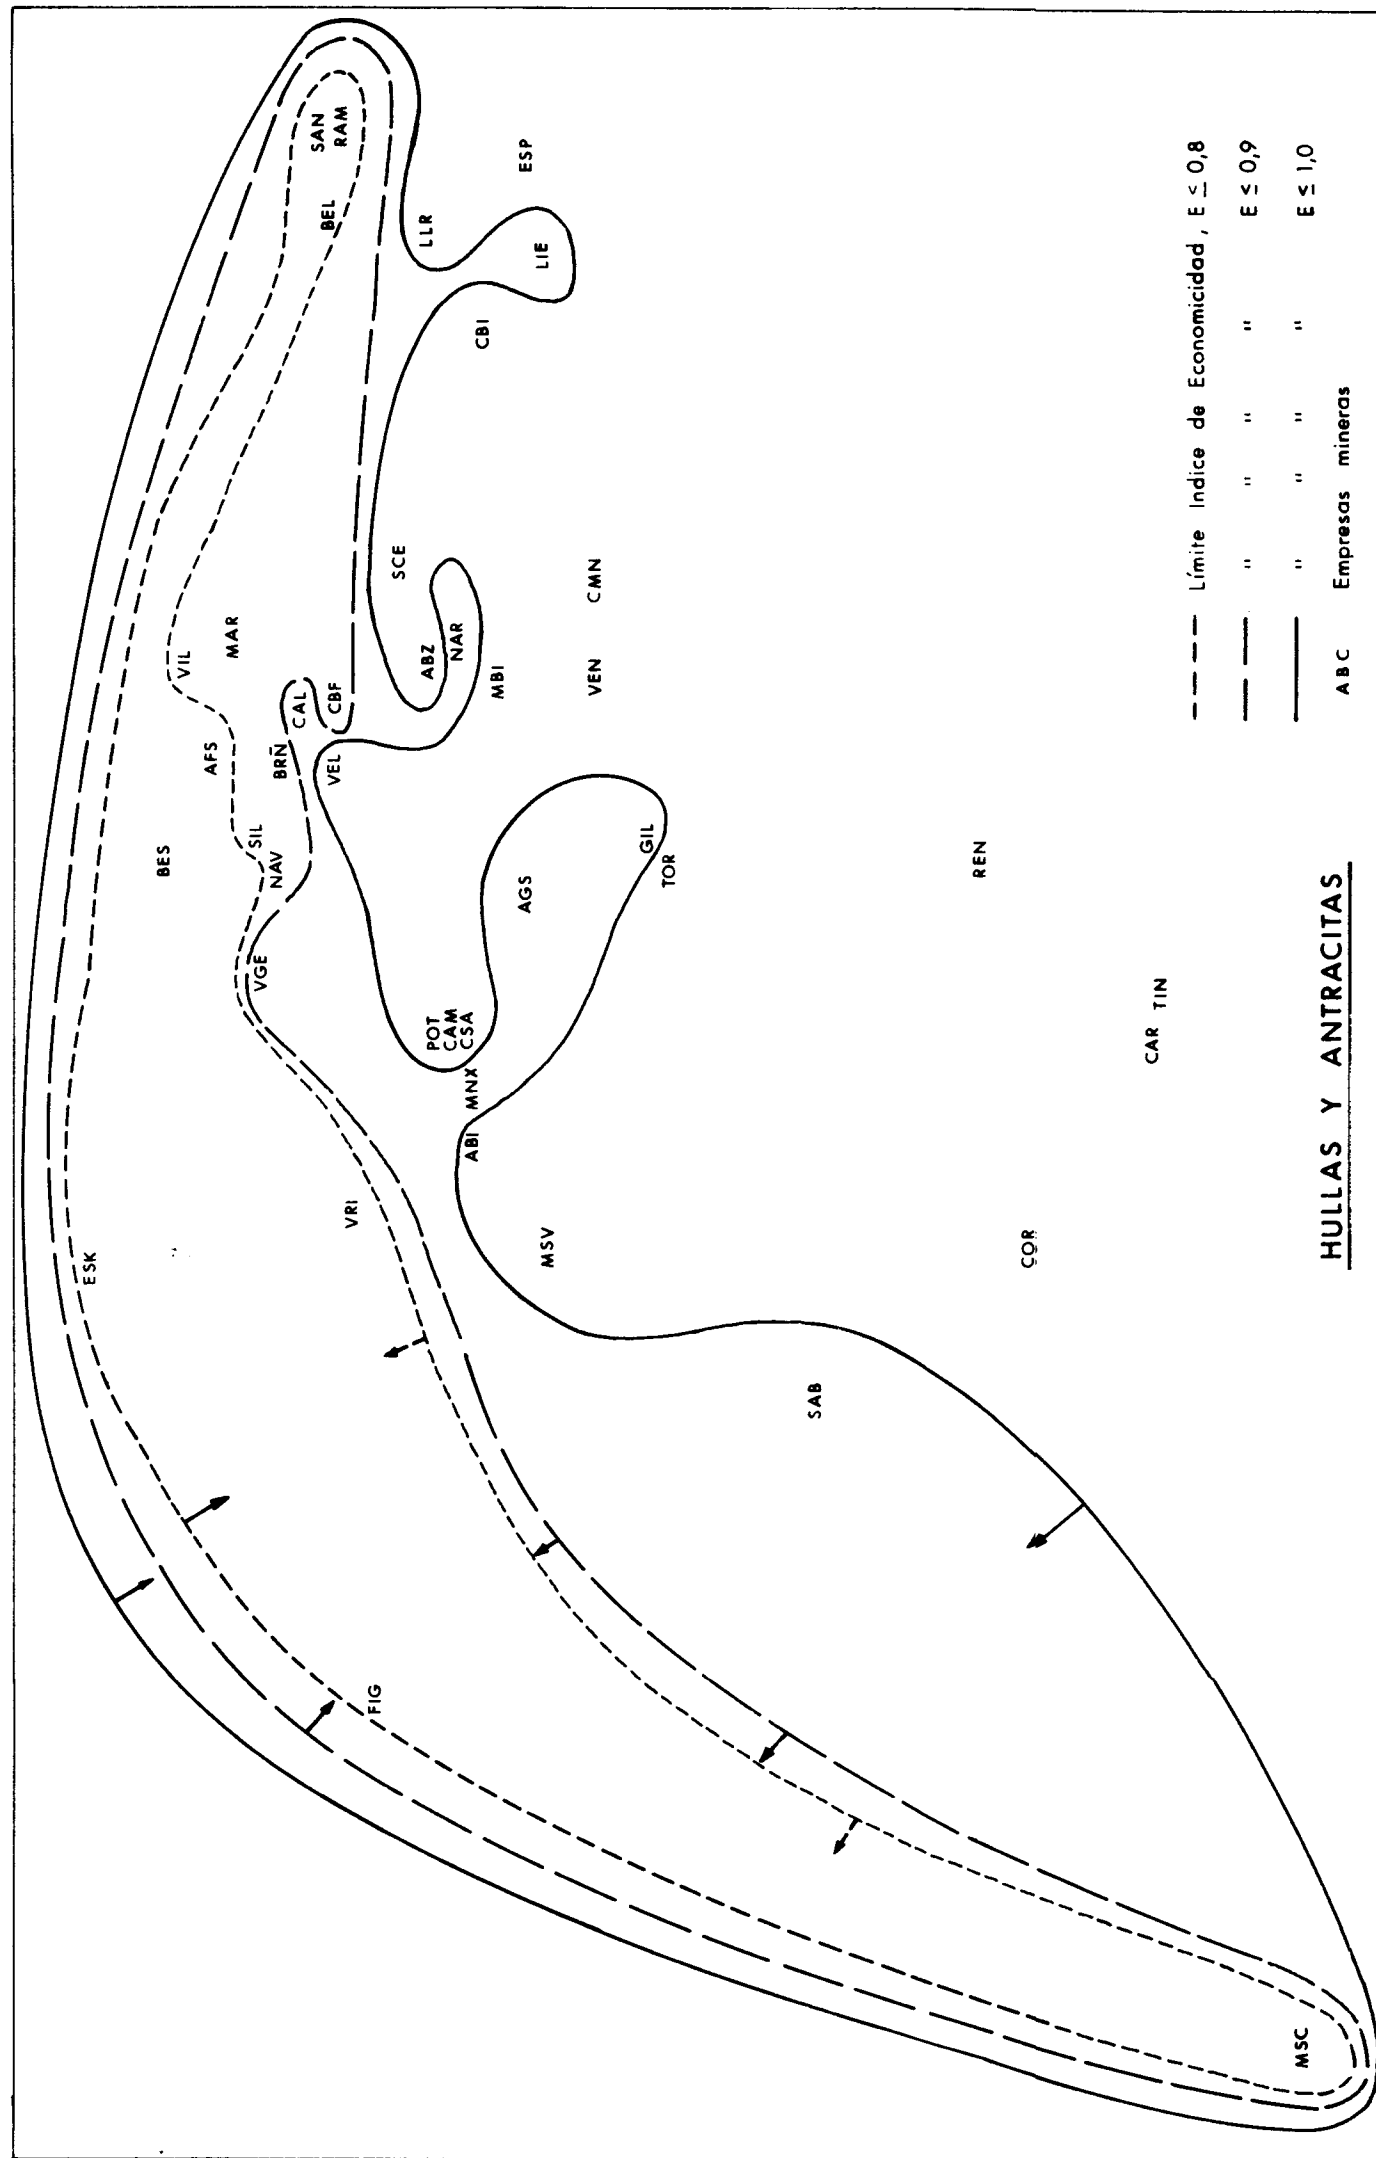 ESK
BES
VIL
AFS
MAR
SIL
VGE
NAV
BRÑ
CAL
SAN
RAM
BEL
VEL
CBF
VRI
FIG
SCE
LLR
ABZ
POT
CAM
CSA
NAR
ABI
MNX
CBI
MBI
AGS
ESP
LIE
MSV
VEN
CMN
GIL
TOR
SAB
REN
COR
CAR
TIN
MSC
Límite Indice de Economicidad, E ≤ 0,8
" " " " " E ≤ 0,9
" " " " " E ≤ 1,0
ABC Empresas mineras
HULLAS Y ANTRACITAS